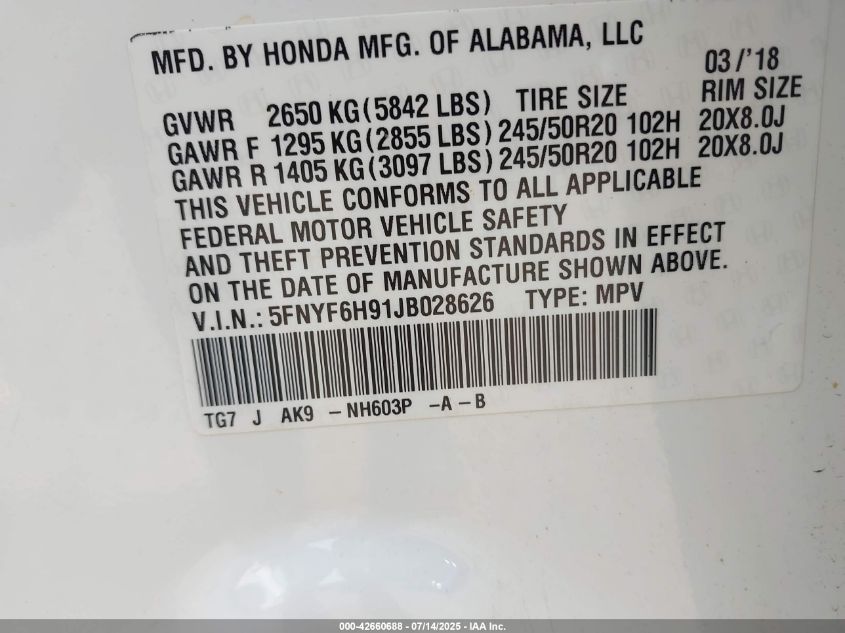 MFD. BY HONDA MFG. OF ALABAMA, LLC
03/'18
GVWR 2650 KG(5842 LBS) TIRE SIZE RIM SIZE
GAWR F 1295 KG(2855 LBS) 245/50R20 102H 20X8.0J
GAWR R 1405 KG(3097 LBS) 245/50R20 102H 20X8.0J
THIS VEHICLE CONFORMS TO ALL APPLICABLE
FEDERAL MOTOR VEHICLE SAFETY
AND THEFT PREVENTION STANDARDS IN EFFECT
ON THE DATE OF MANUFACTURE SHOWN ABOVE.
V.I.N.: 5FNYF6H91JB028626 TYPE: MPV
TG7 J AK9 -NH603P -A-B
000-42660688 - 07/14/2025 - IAA Inc.